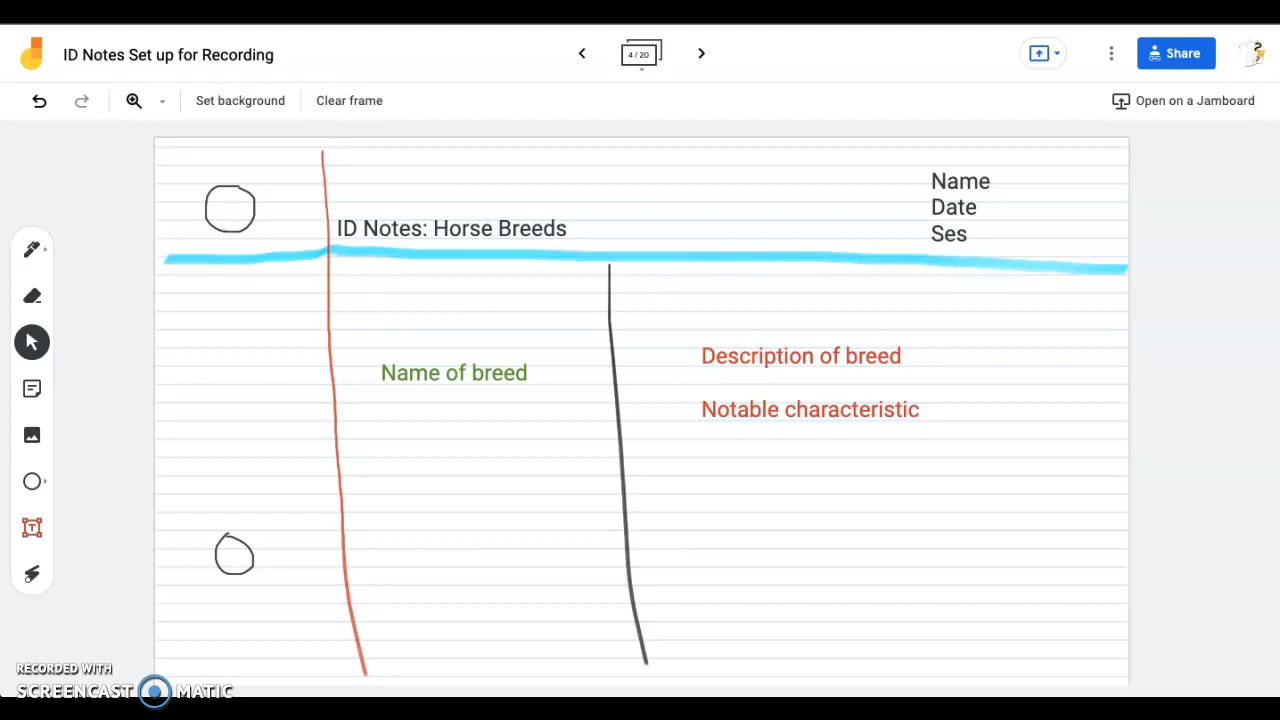 ID Notes Set up for Recording
4 / 20
Share
Set background
Clear frame
Open on a Jamboard
Name
Date
Ses
ID Notes: Horse Breeds
Name of breed
Description of breed
Notable characteristic
T
RECORDED WITH
SCREENCAST MATIC